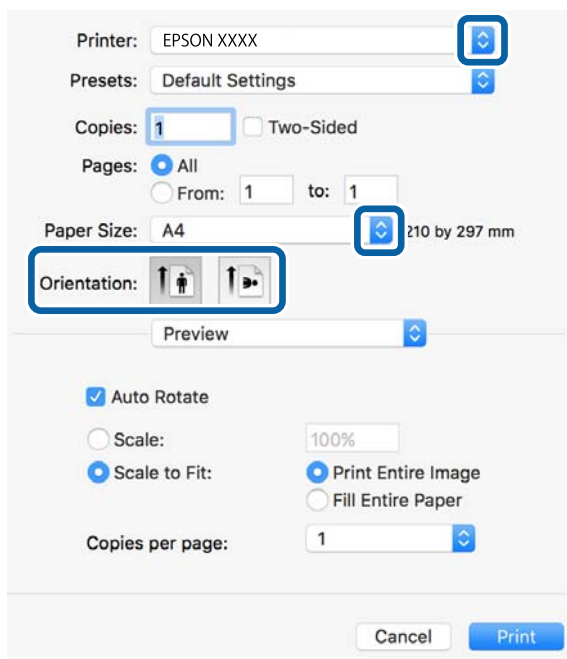 Printer: EPSON XXXX
Presets: Default Settings
Copies: 1 Two-Sided
Pages: All
From: 1 to: 1
Paper Size: A4 210 by 297 mm
Orientation:
Preview
Auto Rotate
Scale: 100%
Scale to Fit: Print Entire Image
Fill Entire Paper
Copies per page: 1
Cancel Print